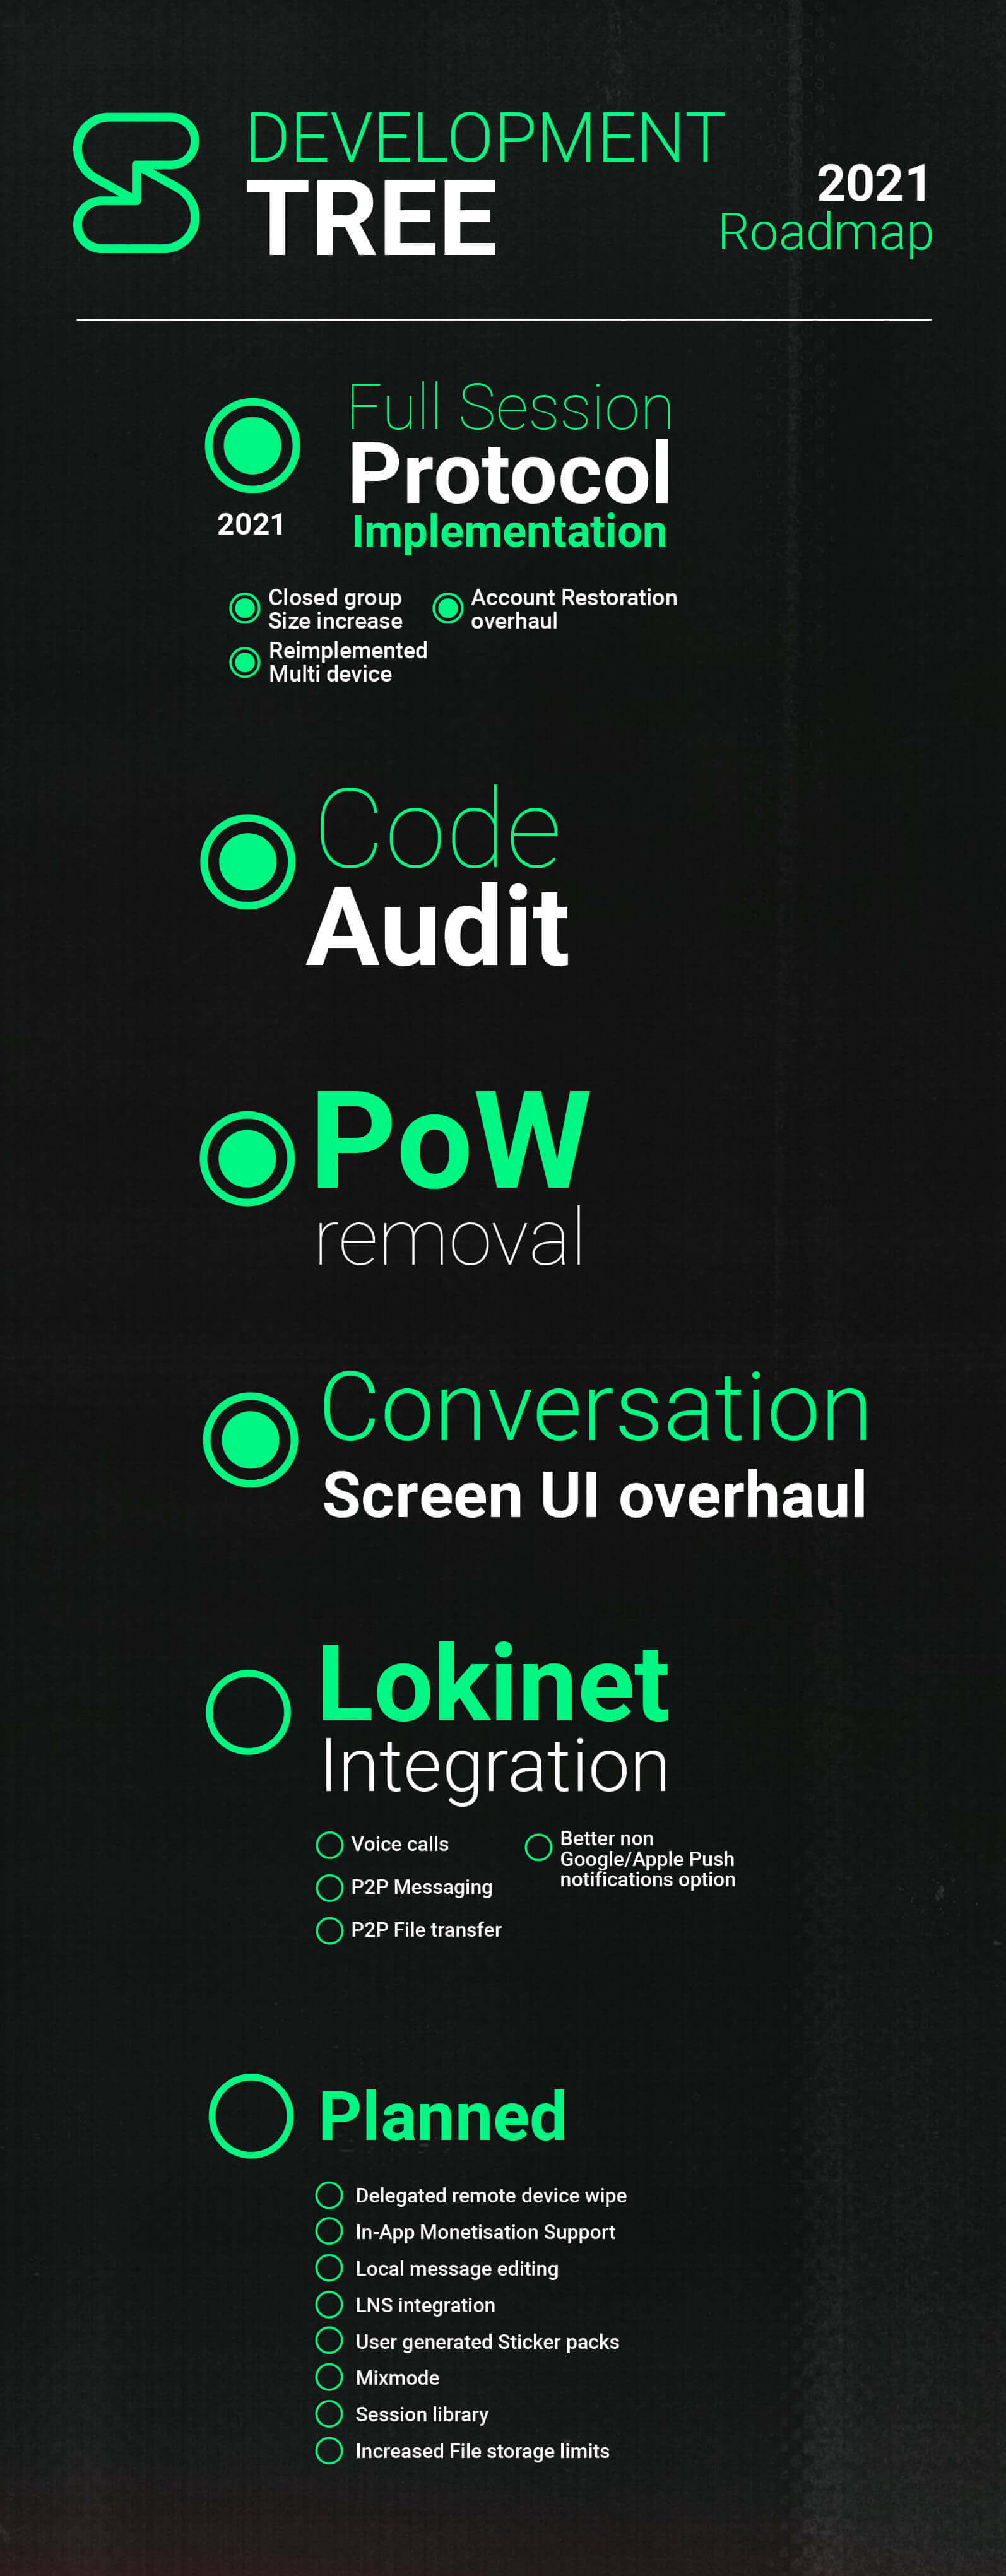 DEVELOPMENT
TREE
2021
Roadmap
Full Session
Protocol
Implementation
2021
Closed group
Size increase
Account Restoration
overhaul
Reimplemented
Multi device
Code
Audit
PoW
removal
Conversation
Screen UI overhaul
Lokinet
Integration
Voice calls
P2P Messaging
P2P File transfer
Better non
Google/Apple Push
notifications option
Planned
Delegated remote device wipe
In-App Monetisation Support
Local message editing
LNS integration
User generated Sticker packs
Mixmode
Session library
Increased File storage limits